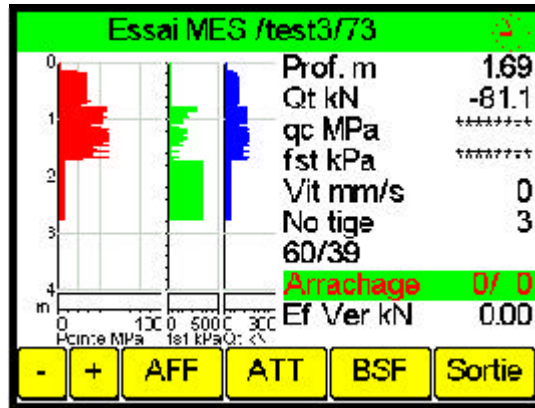 Essai MES /test3/73
0
Prof. m 1.69
Qt kN -81.1
1
qc MPa ********
fst kPa ********
2
Vit mm/s 0
No tige 3
3
60/39
4
Arrachage 0/ 0
m
0 100 0 500 0 300
Ef Ver kN 0.00
Pointe MPa fst kPa Qt kN
- + AFF ATT BSF Sortie